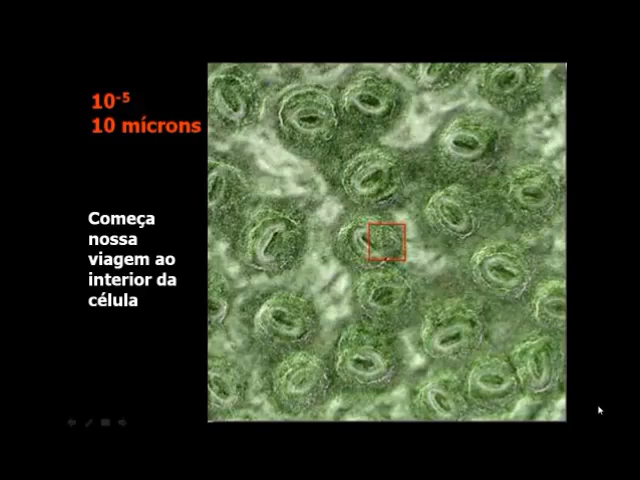 10-5
10 mícrons
Começa
nossa
viagem ao
interior da
célula